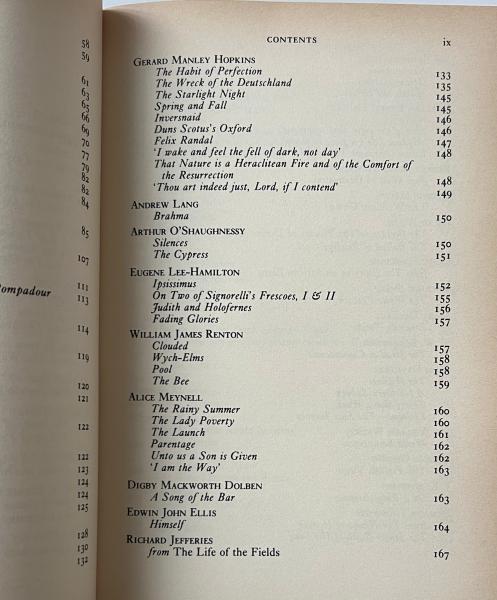 58
59
61
63
65
66
69
70
77
79
82
82
84
85
107
111
Pompadour
113
114
119
120
121
122
122
123
124
124
125
128
130
132
CONTENTS ix
GERARD MANLEY HOPKINS
The Habit of Perfection 133
The Wreck of the Deutschland 135
The Starlight Night 145
Spring and Fall 145
Inversnaid 146
Duns Scotus's Oxford 146
Felix Randal 147
'I wake and feel the fell of dark, not day' 148
That Nature is a Heraclitean Fire and of the Comfort of
the Resurrection 148
'Thou art indeed just, Lord, if I contend' 149
ANDREW LANG
Brahma 150
ARTHUR O'SHAUGHNESSY
Silences 150
The Cypress 151
EUGENE LEE-HAMILTON
Ipsissimus 152
On Two of Signorelli's Frescoes, I & II 155
Judith and Holofernes 156
Fading Glories 157
WILLIAM JAMES RENTON
Clouded 157
Wych-Elms 158
Pool 158
The Bee 159
ALICE MEYNELL
The Rainy Summer 160
The Lady Poverty 160
The Launch 161
Parentage 162
Unto us a Son is Given 162
'I am the Way' 163
DIGBY MACKWORTH DOLBEN
A Song of the Bar 163
EDWIN JOHN ELLIS
Himself 164
RICHARD JEFFERIES
from The Life of the Fields 167